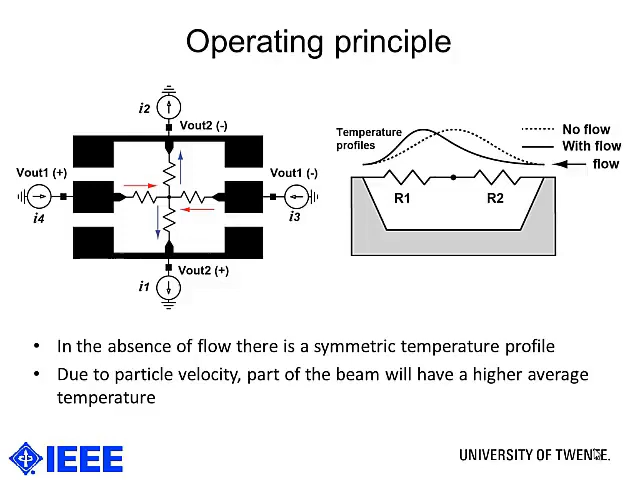 Operating principle
i2
Vout2 (-)
Vout1 (+)
Vout1 (-)
i4
i3
Vout2 (+)
i1
Temperature
profiles
No flow
With flow
flow
R1
R2
• In the absence of flow there is a symmetric temperature profile
• Due to particle velocity, part of the beam will have a higher average
temperature
IEEE
UNIVERSITY OF TWENTE.